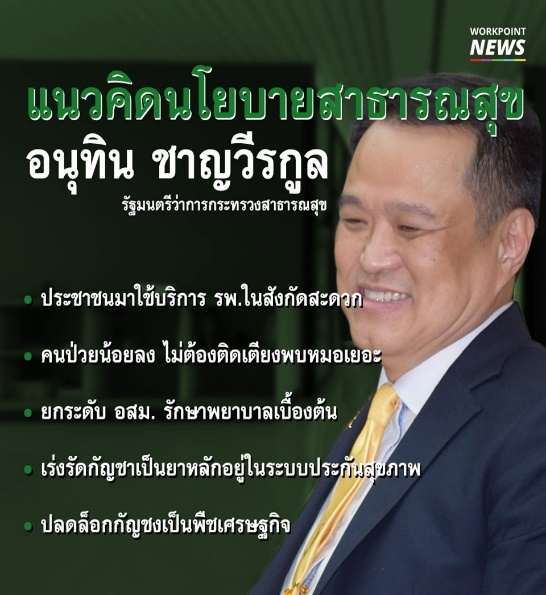 WORKPOINT
NEWS
แนวคิดนโยบายสาธารณสุข
อนุทิน ชาญวีรกูล
รัฐมนตรีว่าการกระทรวงสาธารณสุข
• ประชาชนมาใช้บริการ รพ.ในสังกัดสะดวก
• คนป่วยน้อยลง ไม่ต้องติดเตียงพบหมอเยอะ
• ยกระดับ อสม. รักษาพยาบาลเบื้องต้น
• เร่งรัดกัญชาเป็นยาหลักอยู่ในระบบประกันสุขภาพ
• ปลดล็อกกัญชงเป็นพืชเศรษฐกิจ